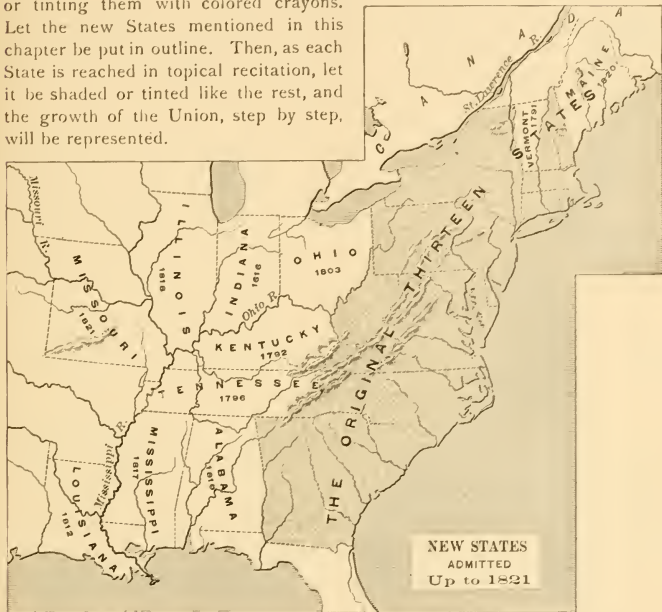 or tinting them with colored crayons.
Let the new States mentioned in this
chapter be put in outline. Then, as each
State is reached in topical recitation, let
it be shaded or tinted like the rest, and
the growth of the Union, step by step,
will be represented.
CANADA
St. Lawrence R.
MAINE
1820
VERMONT
1791
THE ORIGINAL THIRTEEN STATES
Missouri R.
MISSOURI
1821
ILLINOIS
1818
INDIANA
1816
OHIO
1803
Ohio R.
KENTUCKY
1792
TENNESSEE
1796
Mississippi R.
MISSISSIPPI
1817
ALABAMA
1819
LOUISIANA
1812
NEW STATES
ADMITTED
Up to 1821